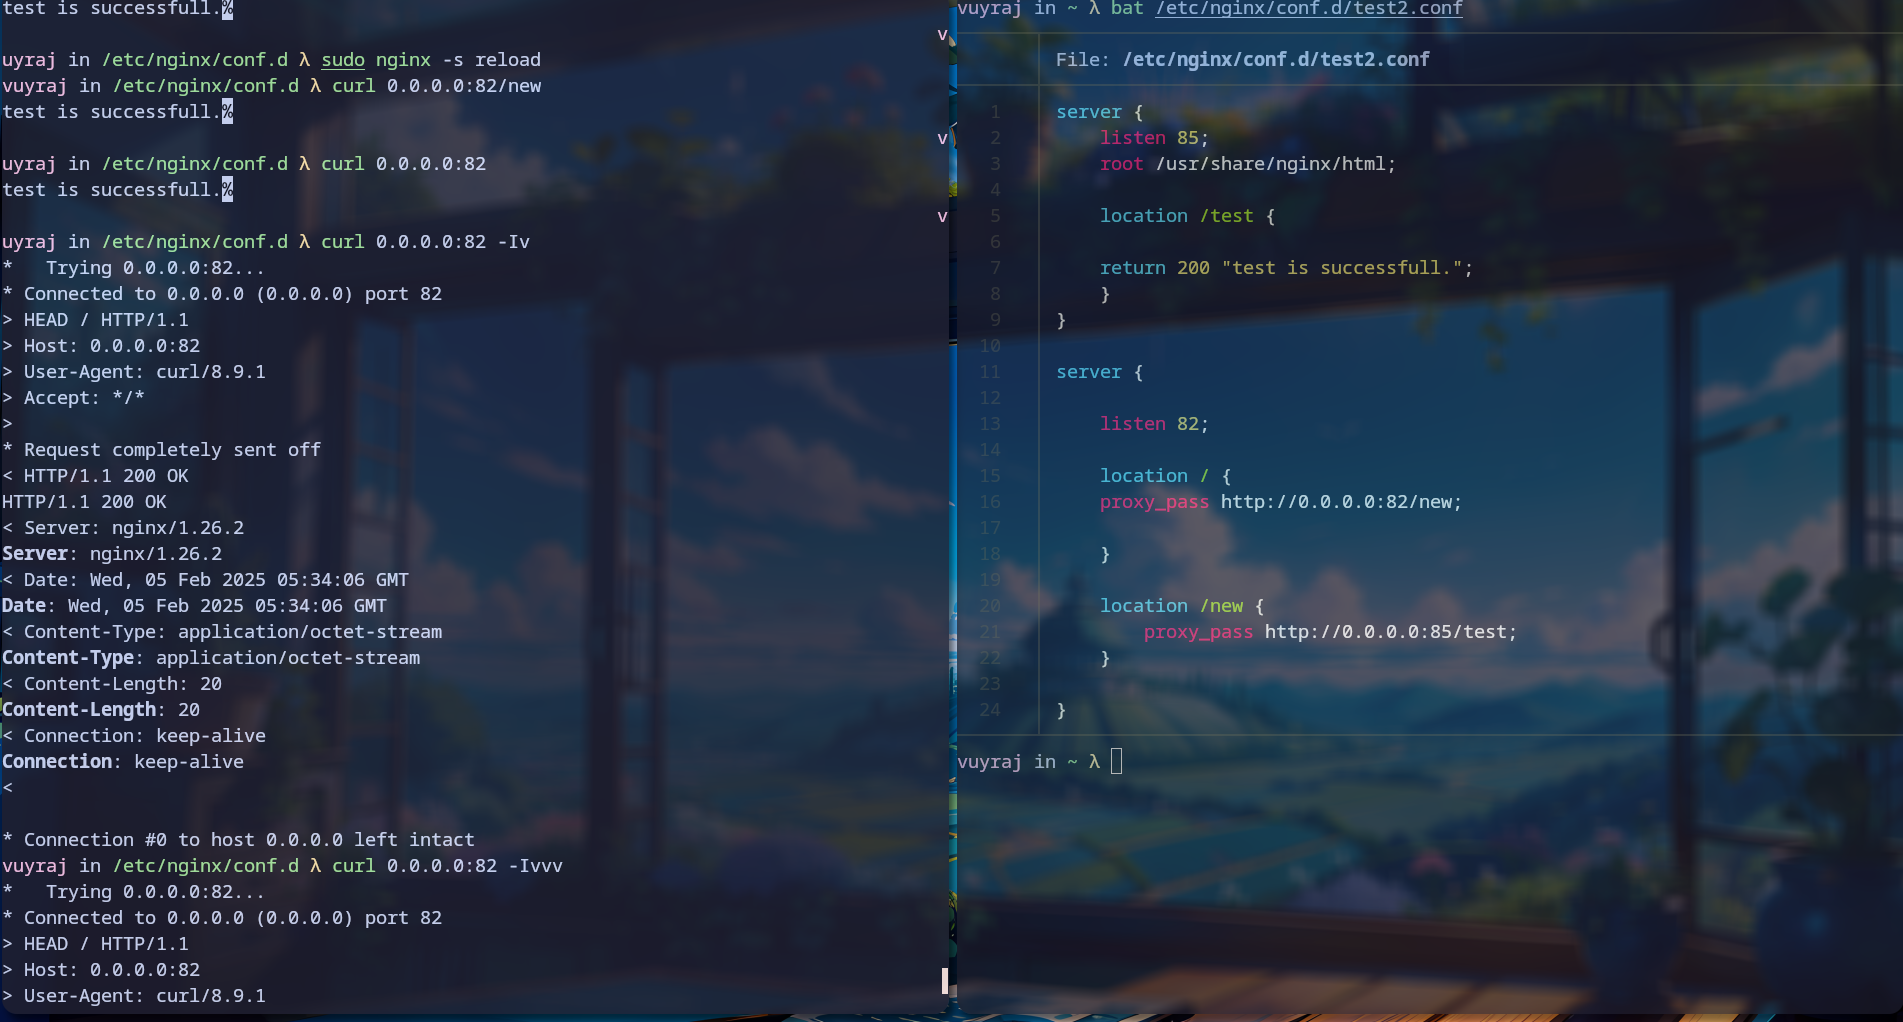 test is successfull.%
uyraj in /etc/nginx/conf.d λ sudo nginx -s reload
vuyraj in /etc/nginx/conf.d λ curl 0.0.0.0:82/new
test is successfull.%
uyraj in /etc/nginx/conf.d λ curl 0.0.0.0:82
test is successfull.%
uyraj in /etc/nginx/conf.d λ curl 0.0.0.0:82 -Iv
*   Trying 0.0.0.0:82...
* Connected to 0.0.0.0 (0.0.0.0) port 82
> HEAD / HTTP/1.1
> Host: 0.0.0.0:82
> User-Agent: curl/8.9.1
> Accept: */*
>
* Request completely sent off
< HTTP/1.1 200 OK
HTTP/1.1 200 OK
< Server: nginx/1.26.2
Server: nginx/1.26.2
< Date: Wed, 05 Feb 2025 05:34:06 GMT
Date: Wed, 05 Feb 2025 05:34:06 GMT
< Content-Type: application/octet-stream
Content-Type: application/octet-stream
< Content-Length: 20
Content-Length: 20
< Connection: keep-alive
Connection: keep-alive
<
* Connection #0 to host 0.0.0.0 left intact
vuyraj in /etc/nginx/conf.d λ curl 0.0.0.0:82 -Ivvv
*   Trying 0.0.0.0:82...
* Connected to 0.0.0.0 (0.0.0.0) port 82
> HEAD / HTTP/1.1
> Host: 0.0.0.0:82
> User-Agent: curl/8.9.1
v
v
v
vuyraj in ~ λ bat /etc/nginx/conf.d/test2.conf
File: /etc/nginx/conf.d/test2.conf
1 server {
2     listen 85;
3     root /usr/share/nginx/html;
4
5     location /test {
6
7     return 200 "test is successfull.";
8     }
9 }
10
11 server {
12
13     listen 82;
14
15     location / {
16     proxy_pass http://0.0.0.0:82/new;
17
18     }
19
20     location /new {
21         proxy_pass http://0.0.0.0:85/test;
22     }
23
24 }
vuyraj in ~ λ